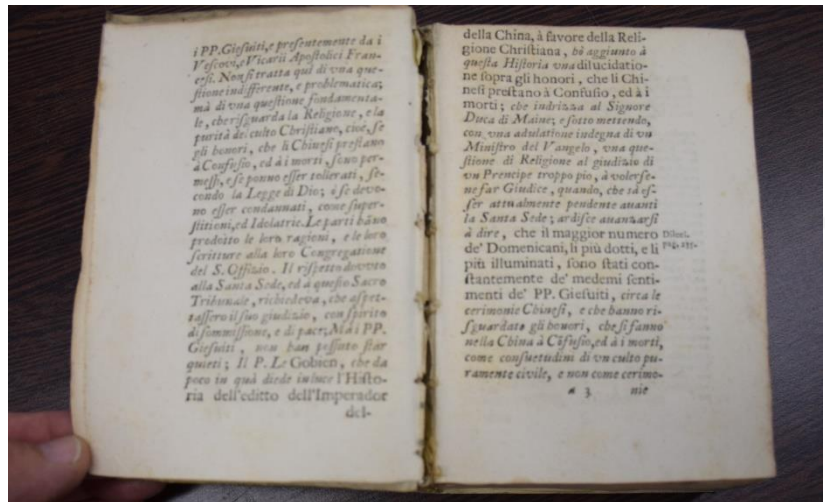 i PP. Giesuiti, e presentemente da i
Vescovi, e Vicarii Apostolici Fran-
cesi. Non si tratta qui di vna que-
stione indifferente, e problematica;
mà di vna questione fondamenta-
le, che risguarda la Religione, e la
purità del culto Christiano, cioè, se
gli honori, che li Chinesi prestano
à Confusio, ed à i morti, sono per-
messi, e se ponno esser tollerati, se-
condo la Legge di Dio; ò se devo-
no esser condannati, come super-
stitioni, ed Idolatrie. Le parti hãno
prodotto le loro ragioni, e le loro
scritture alla loro Congregatione
del S. Offizio. Il rispetto dovuto
alla Santa Sede, ed à questo Sacro
Tribunale, richiedeva, che aspet-
tassero il suo giudizio, con spirito
di sommissione, e di pace; Mà i PP.
Giesuiti, non han possuto star
quieti; Il P. Le Gobien, che da
poco in quà diede in luce l'Histo-
ria dell'editto dell'Imperador
del-
della China, à favore della Reli-
gione Christiana, hà aggiunto à
questa Historia vna dilucidatio-
ne sopra gli honori, che li Chi-
nesi prestano à Confusio, ed à i
morti; che indrizza al Signore
Duca di Maine; e sotto mettendo,
con vna adulatione indegna di vn
Ministro del Vangelo, vna que-
stione di Religione al giudizio di
vn Prencipe troppo pio, à volerse-
ne far Giudice, quando, che sà es-
ser attualmente pendente avanti
la Santa Sede; ardisce avanzarsi
à dire, che il maggior numero
de' Domenicani, li più dotti, e li
più illuminati, sono stati con-
stantemente de' medemi senti-
menti de' PP. Giesuiti, circa le
cerimonie Chinesi, e che hanno ri-
sguardato gli honori, che si fanno
nella China à Cõfusio, ed à i morti,
come consuetudini di vn culto pu-
ramente civile, e non come cerimo-
a 3 nie